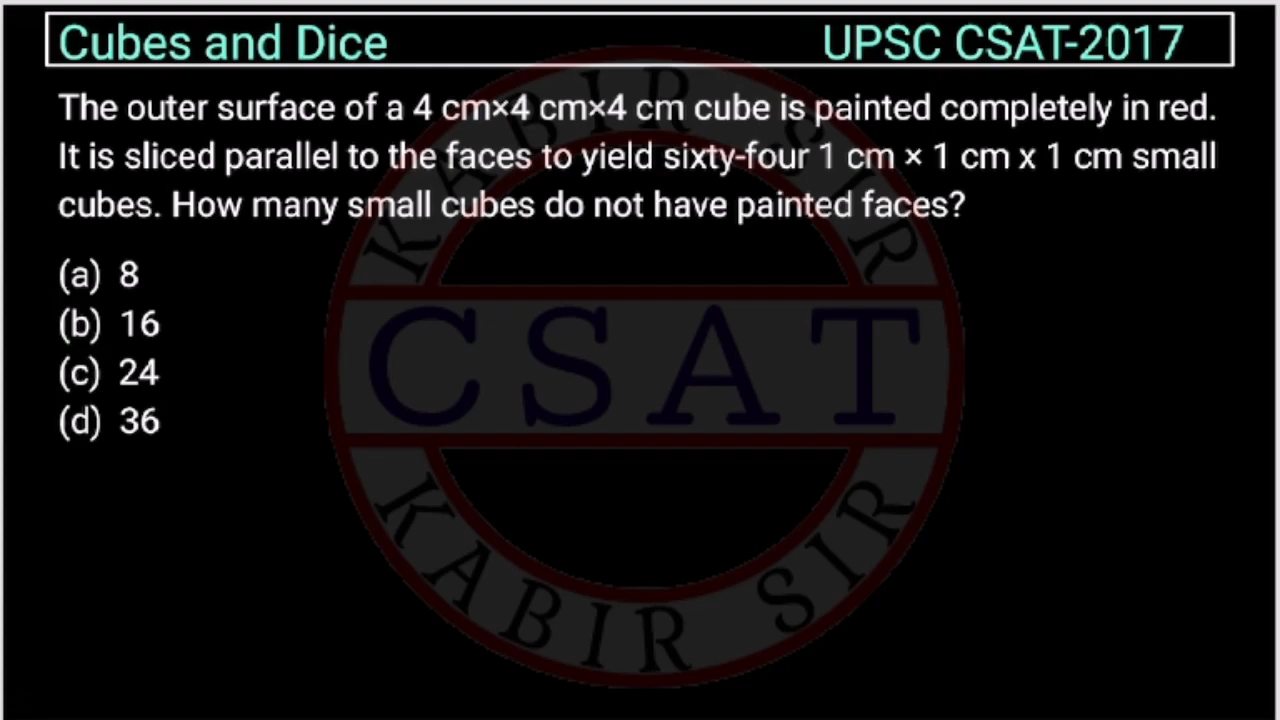 Cubes and Dice UPSC CSAT-2017
The outer surface of a 4 cm×4 cm×4 cm cube is painted completely in red.
It is sliced parallel to the faces to yield sixty-four 1 cm × 1 cm x 1 cm small
cubes. How many small cubes do not have painted faces?
(a) 8
(b) 16
(c) 24
(d) 36
KABIR SIR
CSAT
KABIR SIR